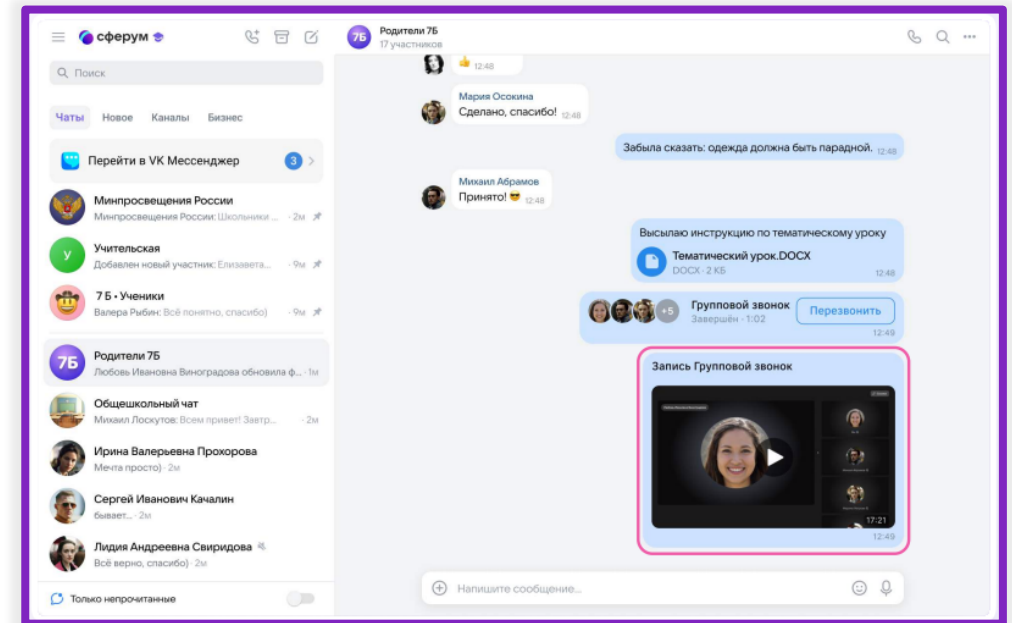 сферум
Поиск
Чаты Новое Каналы Бизнес
Перейти в VK Мессенджер 3
Минпросвещения России
Минпросвещения России: Школьники ... · 2м
У
Учительская
Добавлен новый участник: Елизавета... · 9м
7 Б • Ученики
Валера Рыбин: Всё понятно, спасибо) · 9м
7Б
Родители 7Б
Любовь Ивановна Виноградова обновила ф... · 1м
Общешкольный чат
Михаил Лоскутов: Всем привет! Завтр... · 2м
Ирина Валерьевна Прохорова
Мечта просто) · 2м
Сергей Иванович Качалин
бывает... · 2м
Лидия Андреевна Свиридова
Всё верно, спасибо) · 2м
Только непрочитанные
7Б
Родители 7Б
17 участников
12:48
Мария Осокина
Сделано, спасибо! 12:48
Забыла сказать: одежда должна быть парадной. 12:48
Михаил Абрамов
Принято! 12:48
Высылаю инструкцию по тематическому уроку
Тематический урок.DOCX
DOCX · 2 КБ 12:48
+5
Групповой звонок
Завершён · 1:02
Перезвонить
12:49
Запись Групповой звонок
17:21
12:49
Напишите сообщение...